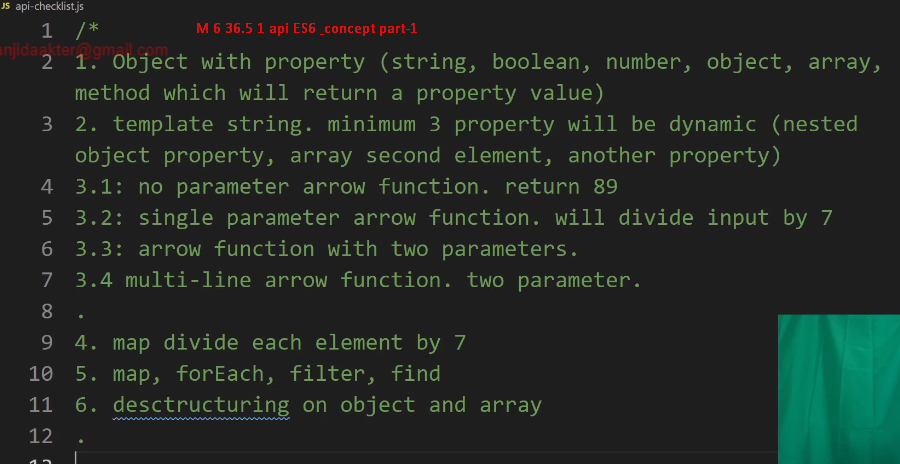 JS api-checklist.js
M 6 36.5 1 api ES6 _concept part-1
1 /*
anjidaakter@gmail.com
2 1. Object with property (string, boolean, number, object, array,
method which will return a property value)
3 2. template string. minimum 3 property will be dynamic (nested
object property, array second element, another property)
4 3.1: no parameter arrow function. return 89
5 3.2: single parameter arrow function. will divide input by 7
6 3.3: arrow function with two parameters.
7 3.4 multi-line arrow function. two parameter.
8 .
9 4. map divide each element by 7
10 5. map, forEach, filter, find
11 6. desctructuring on object and array
12 .
13